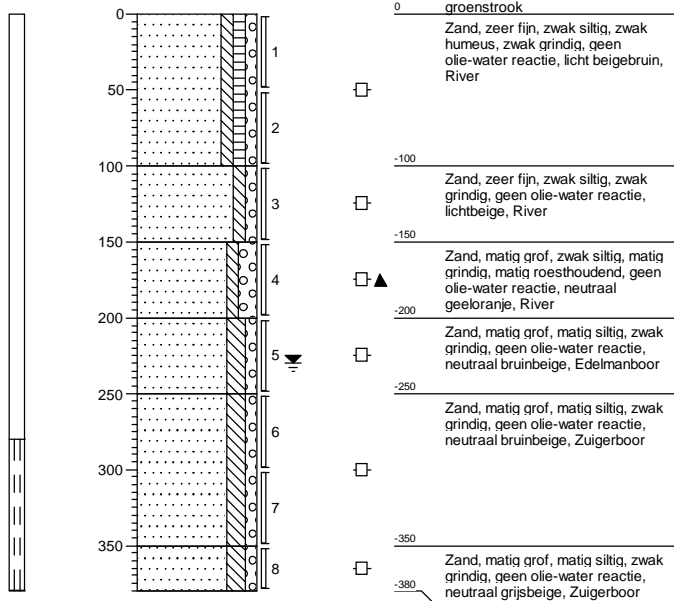 0
50
100
150
200
250
300
350
1
2
3
4
5
6
7
8
0
groenstrook
Zand, zeer fijn, zwak siltig, zwak
humeus, zwak grindig, geen
olie-water reactie, licht beigebruin,
River
-100
Zand, zeer fijn, zwak siltig, zwak
grindig, geen olie-water reactie,
lichtbeige, River
-150
Zand, matig grof, zwak siltig, matig
grindig, matig roesthoudend, geen
olie-water reactie, neutraal
geeloranje, River
-200
Zand, matig grof, matig siltig, zwak
grindig, geen olie-water reactie,
neutraal bruinbeige, Edelmanboor
-250
Zand, matig grof, matig siltig, zwak
grindig, geen olie-water reactie,
neutraal bruinbeige, Zuigerboor
-350
Zand, matig grof, matig siltig, zwak
grindig, geen olie-water reactie,
neutraal grijsbeige, Zuigerboor
-380